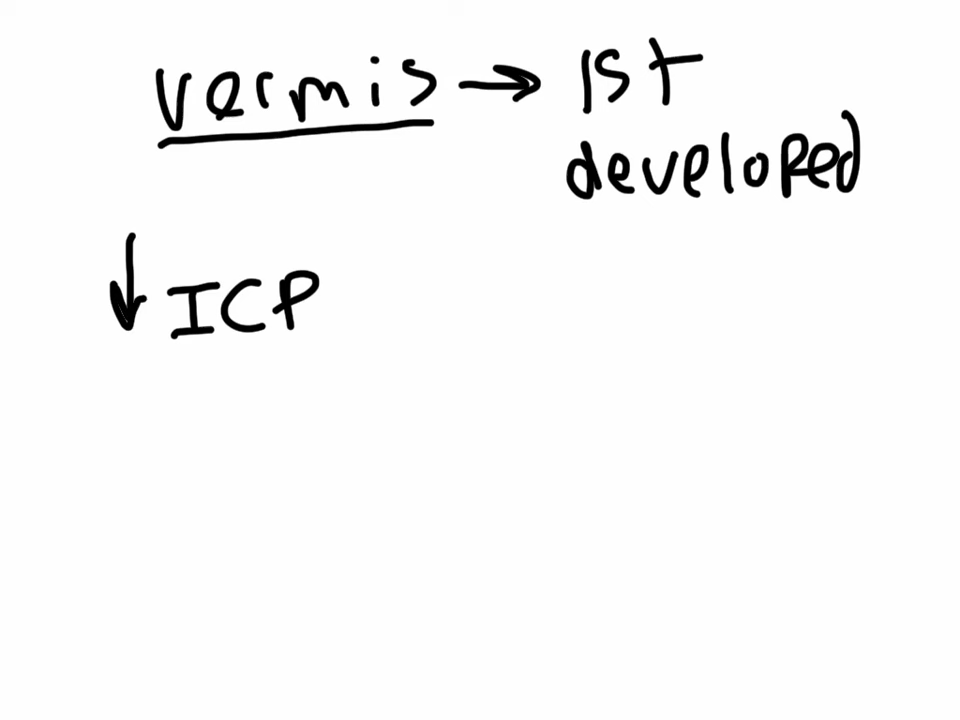 vermis → 1st
developed
↓ ICP